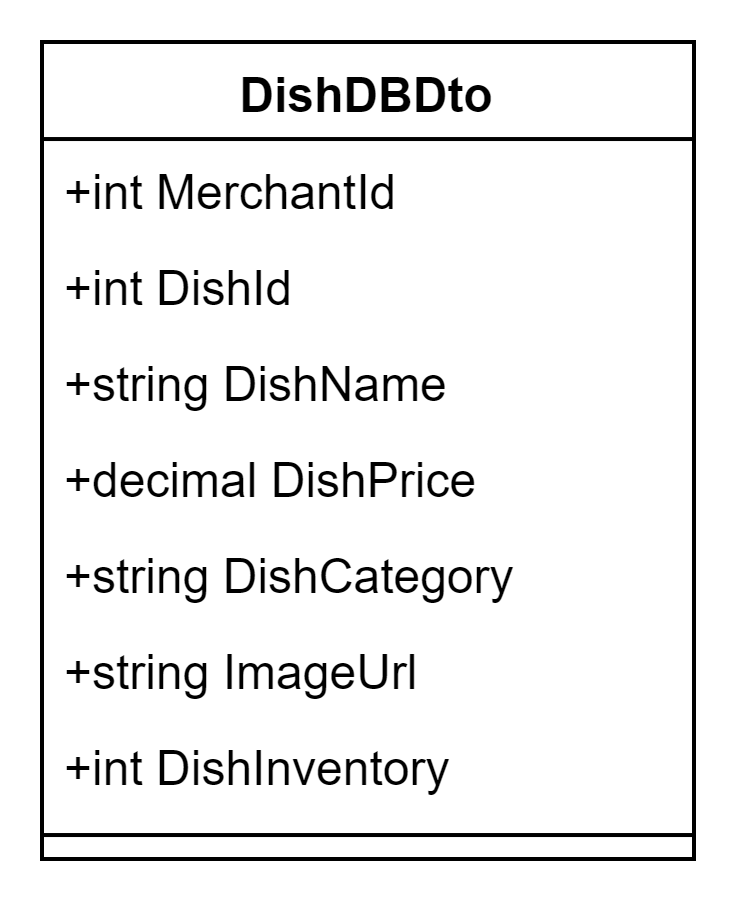 DishDBDto
+int MerchantId
+int DishId
+string DishName
+decimal DishPrice
+string DishCategory
+string ImageUrl
+int DishInventory